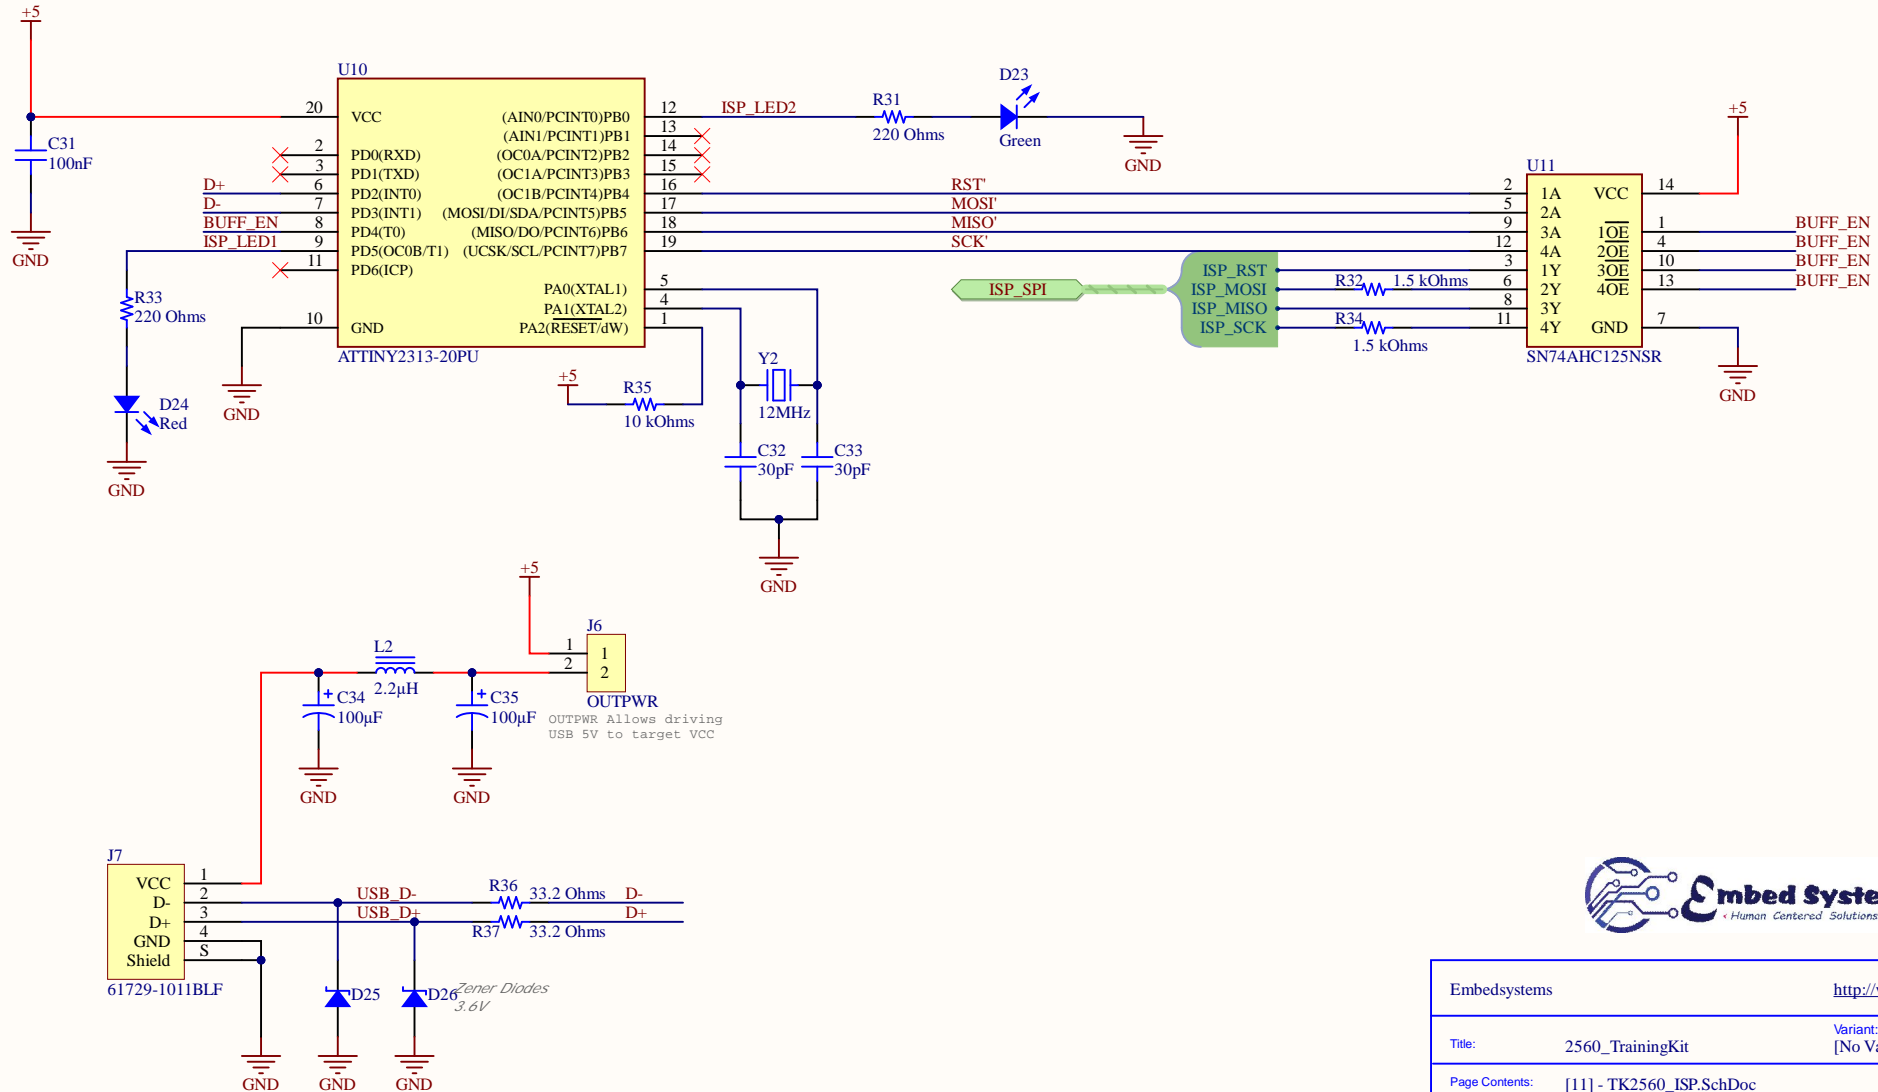 +5
C31
100nF
GND
U10
20
VCC
2
PD0(RXD)
3
PD1(TXD)
D+
6
PD2(INT0)
D-
7
PD3(INT1)
BUFF_EN
8
PD4(T0)
ISP_LED1
9
PD5(OC0B/T1)
11
PD6(ICP)
10
GND
(AIN0/PCINT0)PB0
12
(AIN1/PCINT1)PB1
13
(OC0A/PCINT2)PB2
14
(OC1A/PCINT3)PB3
15
(OC1B/PCINT4)PB4
16
(MOSI/DI/SDA/PCINT5)PB5
17
(MISO/DO/PCINT6)PB6
18
(UCSK/SCL/PCINT7)PB7
19
PA0(XTAL1)
5
PA1(XTAL2)
4
PA2(RESET/dW)
1
ATTINY2313-20PU
GND
R33
220 Ohms
D24
Red
GND
ISP_LED2
R31
220 Ohms
D23
Green
GND
RST'
MOSI'
MISO'
SCK'
+5
R35
10 kOhms
Y2
12MHz
C32
30pF
C33
30pF
GND
ISP_SPI
ISP_RST
ISP_MOSI
ISP_MISO
ISP_SCK
R32
1.5 kOhms
R34
1.5 kOhms
U11
2
1A
5
2A
9
3A
12
4A
3
1Y
6
2Y
8
3Y
11
4Y
VCC
14
1OE
1
BUFF_EN
2OE
4
BUFF_EN
3OE
10
BUFF_EN
4OE
13
BUFF_EN
GND
7
SN74AHC125NSR
+5
GND
+5
J6
1
1
2
2
OUTPWR
OUTPWR Allows driving
USB 5V to target VCC
L2
2.2µH
C34
100µF
GND
C35
100µF
GND
J7
VCC
1
D-
2
D+
3
GND
4
Shield
S
61729-1011BLF
USB_D-
R36
33.2 Ohms
D-
USB_D+
R37
33.2 Ohms
D+
D25
D26
Zener Diodes
3.6V
GND
GND
GND
Embed Syste
Human Centered Solutions
Embedsystems
http://
Title:
2560_TrainingKit
Variant:
[No Va
Page Contents:
[11] - TK2560_ISP.SchDoc